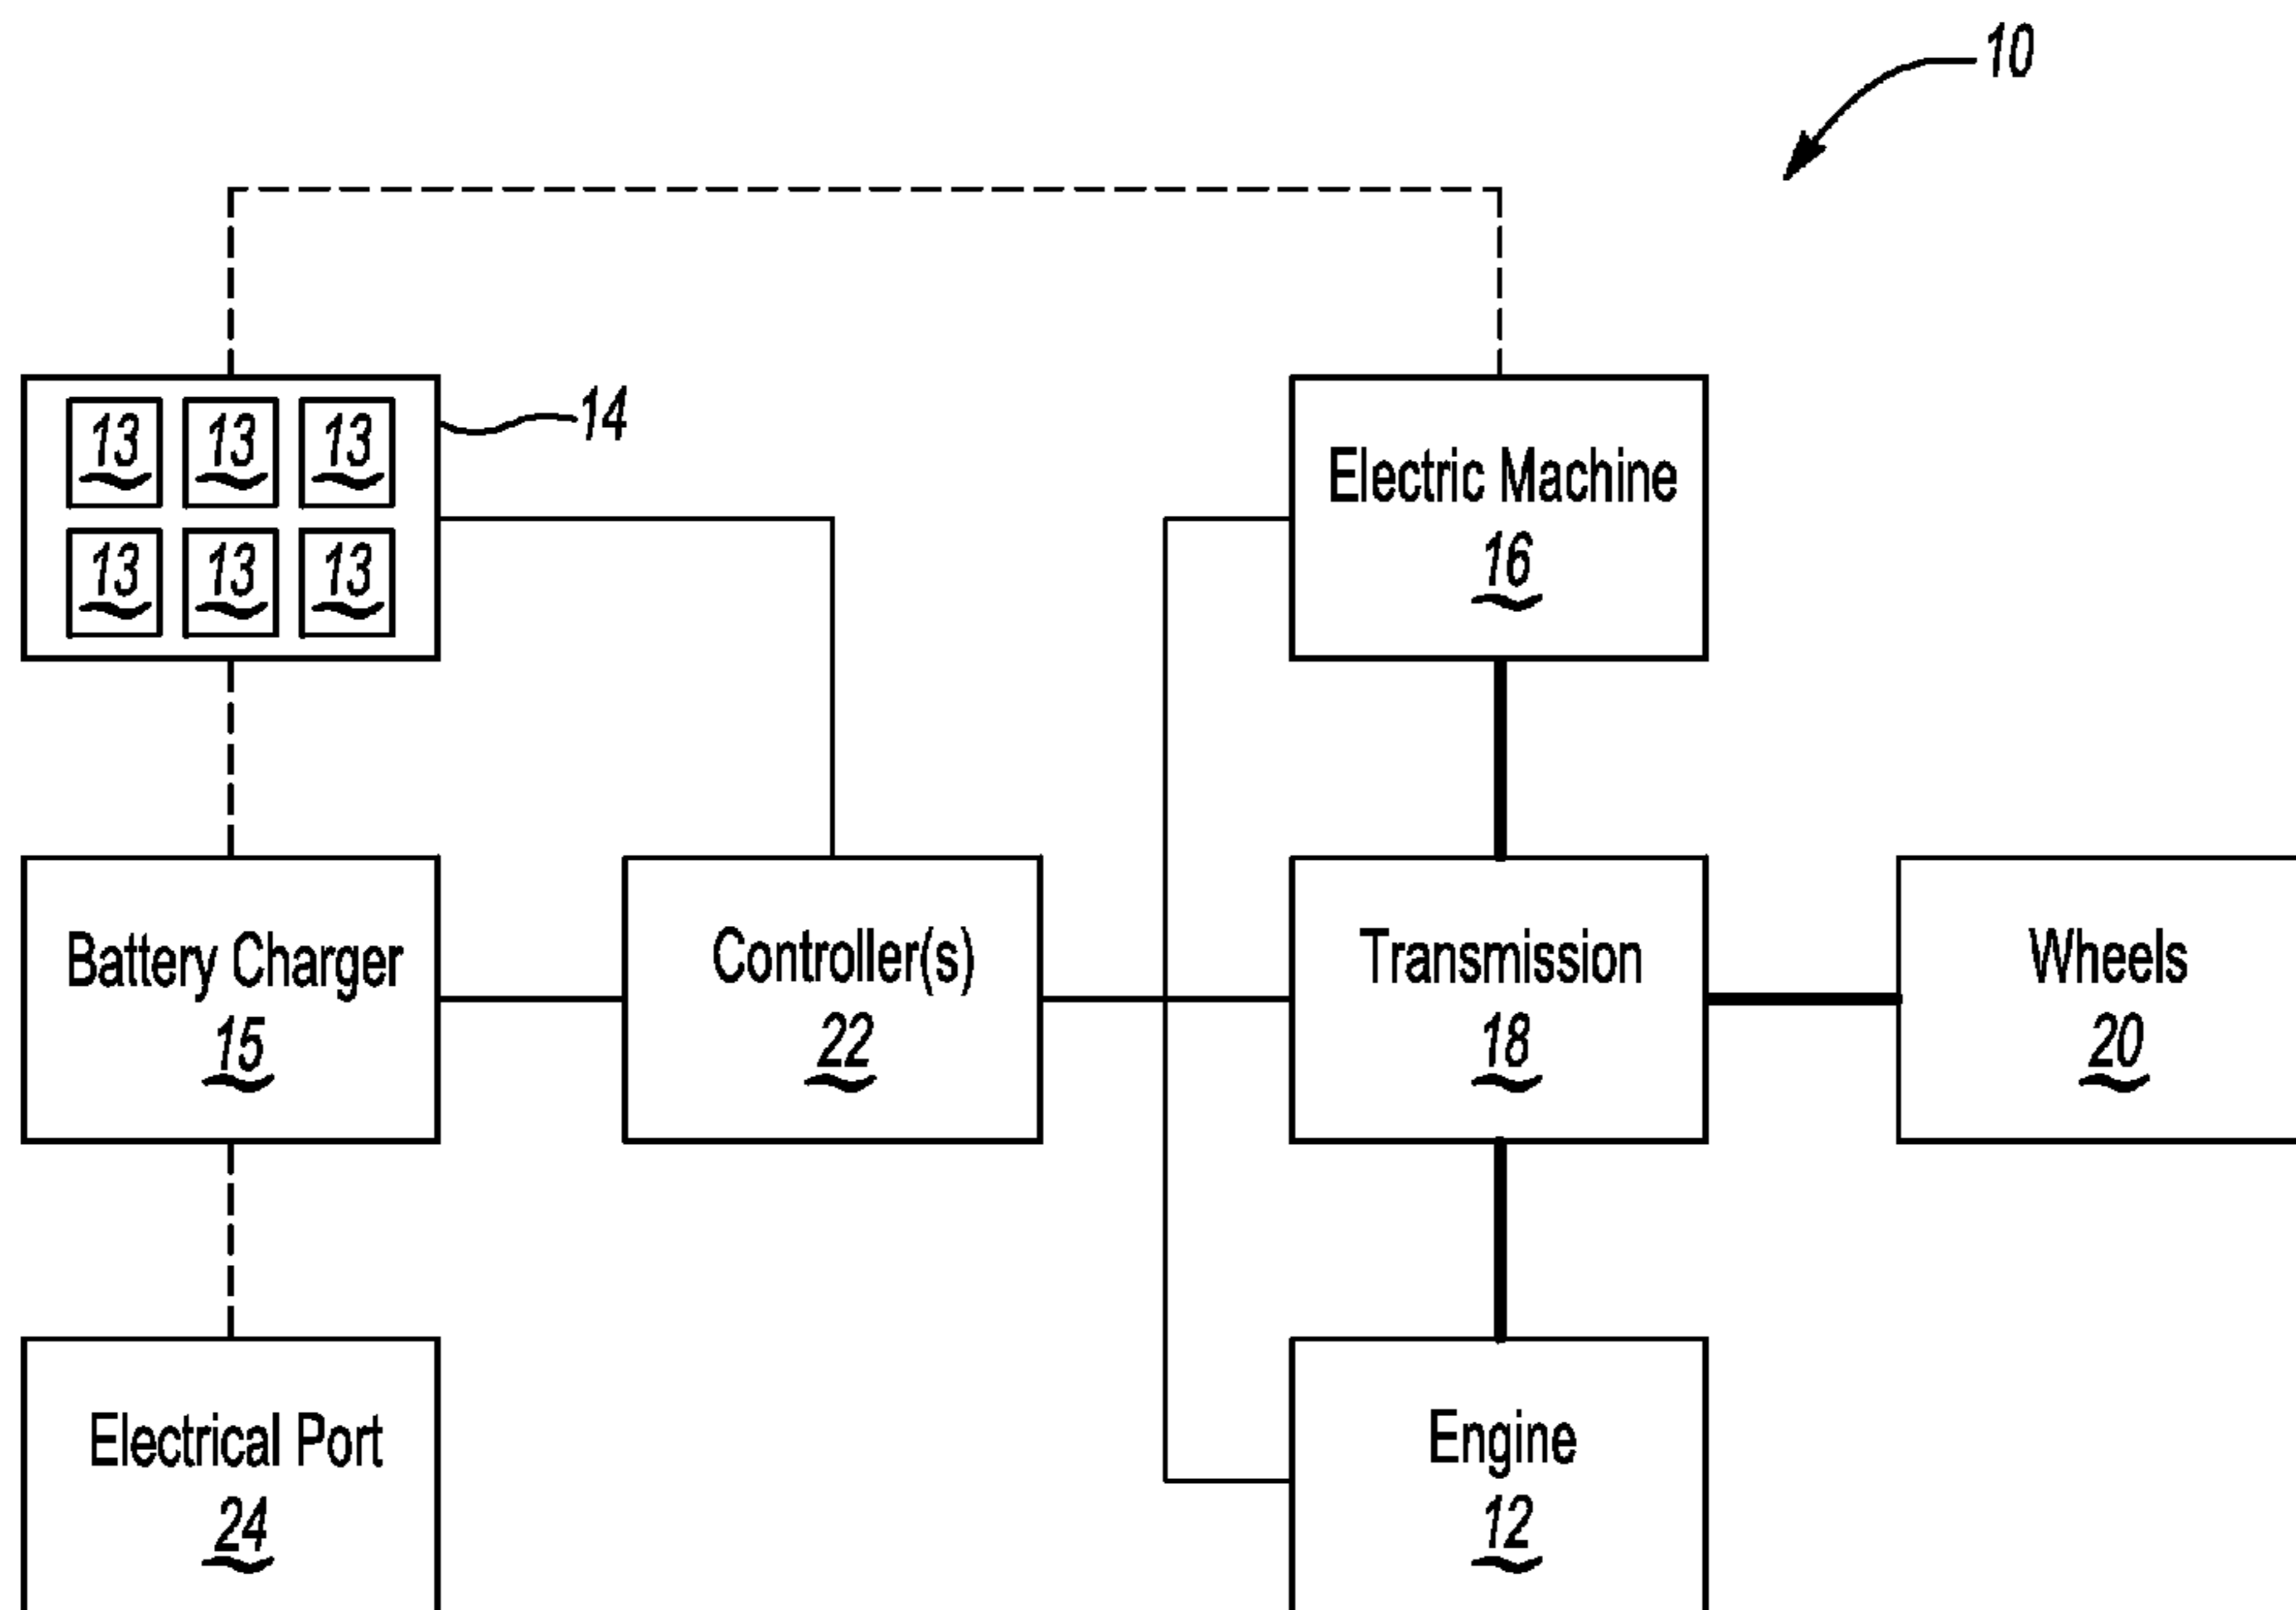 10
14
13 13 13
13 13 13
Electric Machine
16
Battery Charger
15
Controller(s)
22
Transmission
18
Wheels
20
Electrical Port
24
Engine
12